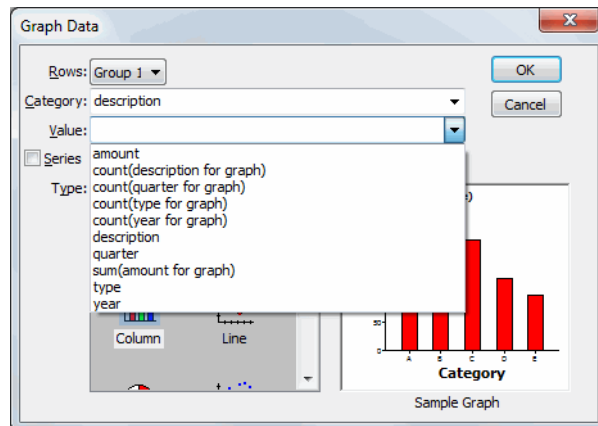 Graph Data
Rows: Group 1
OK
Category: description
Cancel
Value:
Series
Type:
amount
count(description for graph)
count(quarter for graph)
count(type for graph)
count(year for graph)
description
quarter
sum(amount for graph)
type
year
Column
Line
A B C D E
Category
Sample Graph